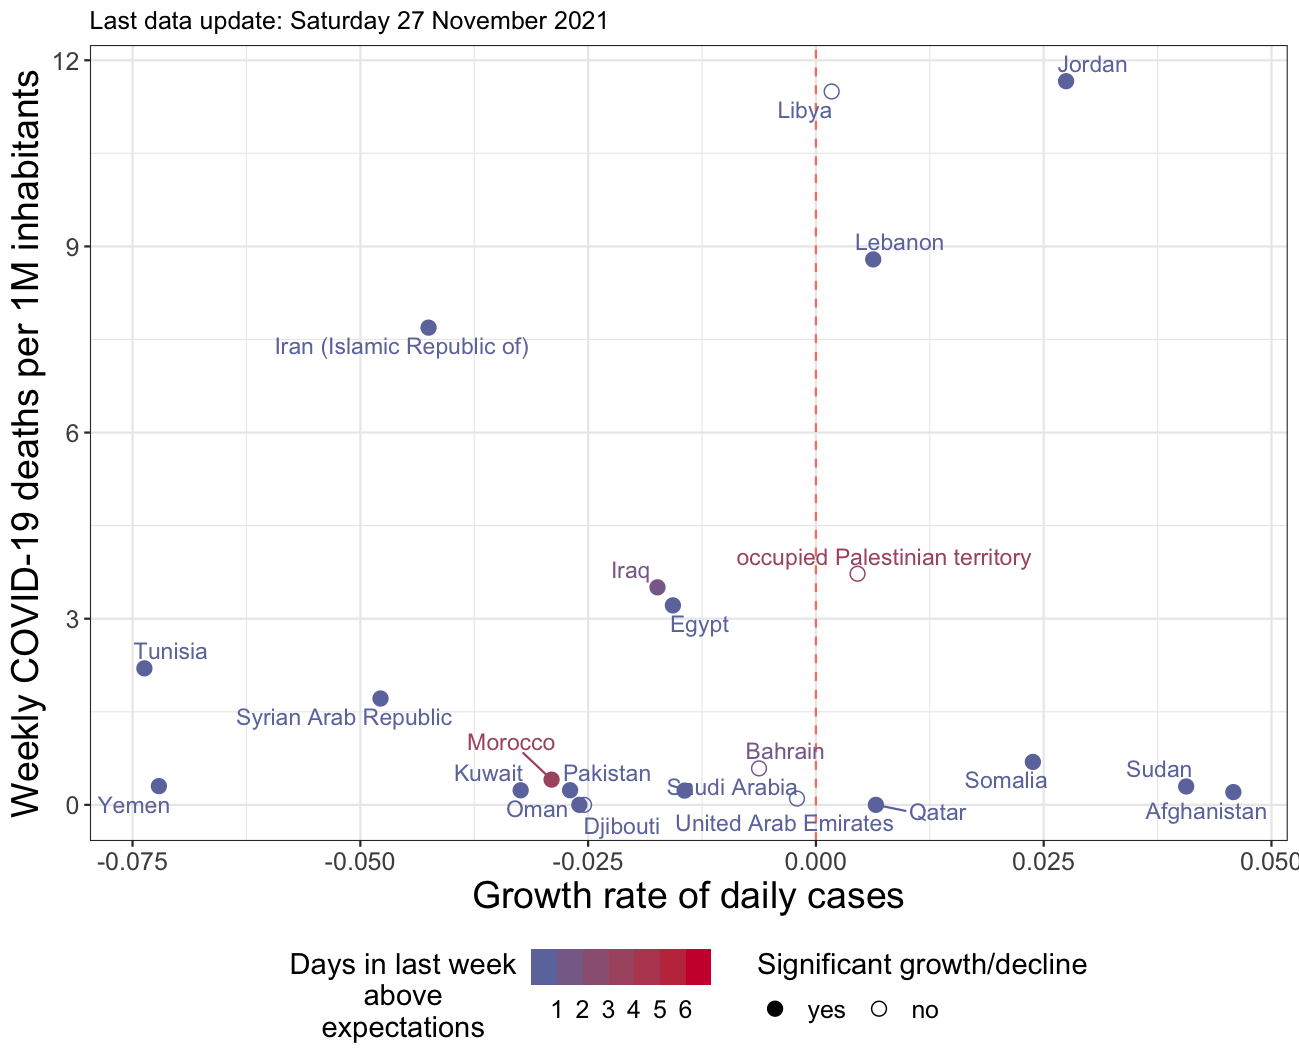 Last data update: Saturday 27 November 2021
Weekly COVID-19 deaths per 1M inhabitants
12
9
6
3
0
Jordan
Libya
Lebanon
Iran (Islamic Republic of)
occupied Palestinian territory
Iraq
Egypt
Tunisia
Syrian Arab Republic
Morocco
Bahrain
Kuwait
Pakistan
Saudi Arabia
Somalia
Sudan
Yemen
Oman
Djibouti
United Arab Emirates
Qatar
Afghanistan
-0.075 -0.050 -0.025 0.000 0.025 0.050
Growth rate of daily cases
Days in last week
above
expectations
1 2 3 4 5 6
Significant growth/decline
yes no